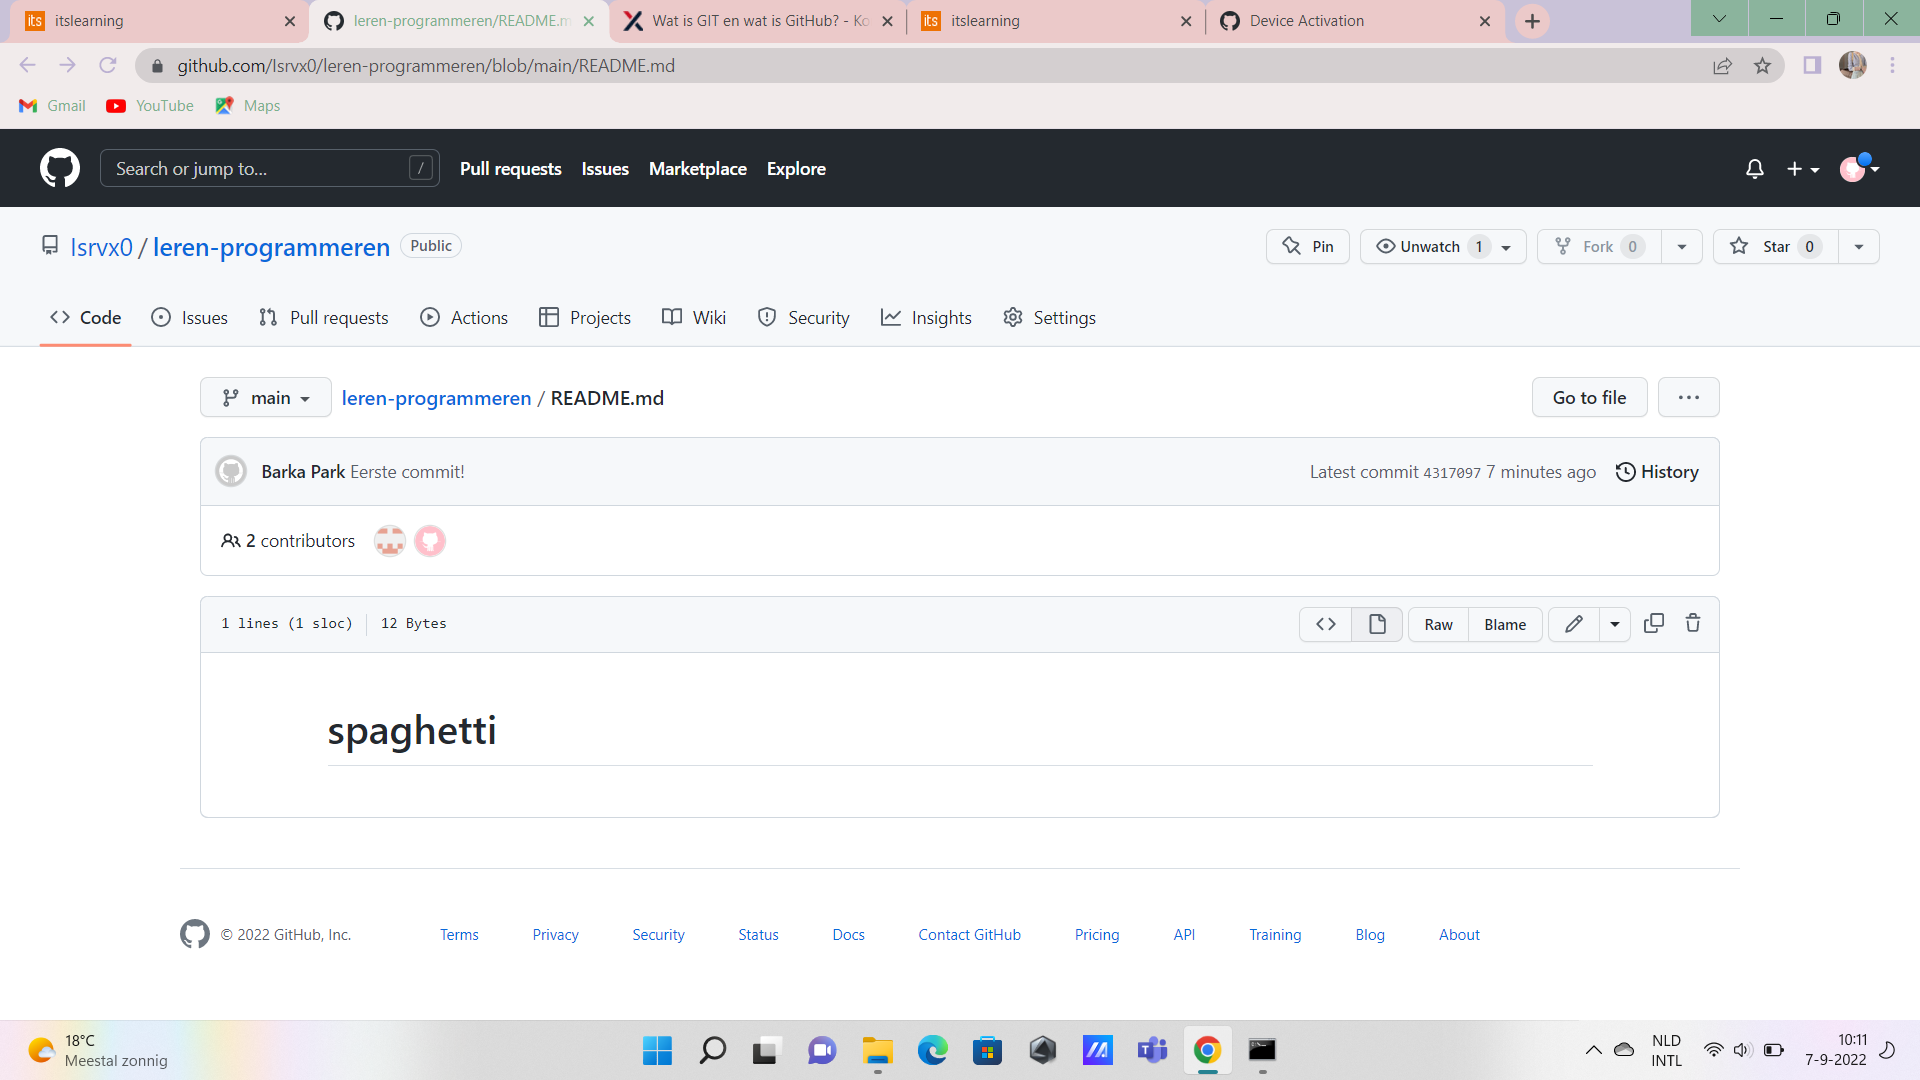 itslearning
leren-programmeren/README.m
Wat is GIT en wat is GitHub? - Ko
itslearning
Device Activation
github.com/lsrvx0/leren-programmeren/blob/main/README.md
Gmail
YouTube
Maps
Search or jump to...
/
Pull requests
Issues
Marketplace
Explore
lsrvx0 / leren-programmeren
Public
Pin
Unwatch 1
Fork 0
Star 0
Code
Issues
Pull requests
Actions
Projects
Wiki
Security
Insights
Settings
main
leren-programmeren / README.md
Go to file
Barka Park Eerste commit!
Latest commit 4317097 7 minutes ago
History
2 contributors
1 lines (1 sloc)
12 Bytes
Raw
Blame
spaghetti
© 2022 GitHub, Inc.
Terms
Privacy
Security
Status
Docs
Contact GitHub
Pricing
API
Training
Blog
About
18°C
Meestal zonnig
NLD
INTL
10:11
7-9-2022